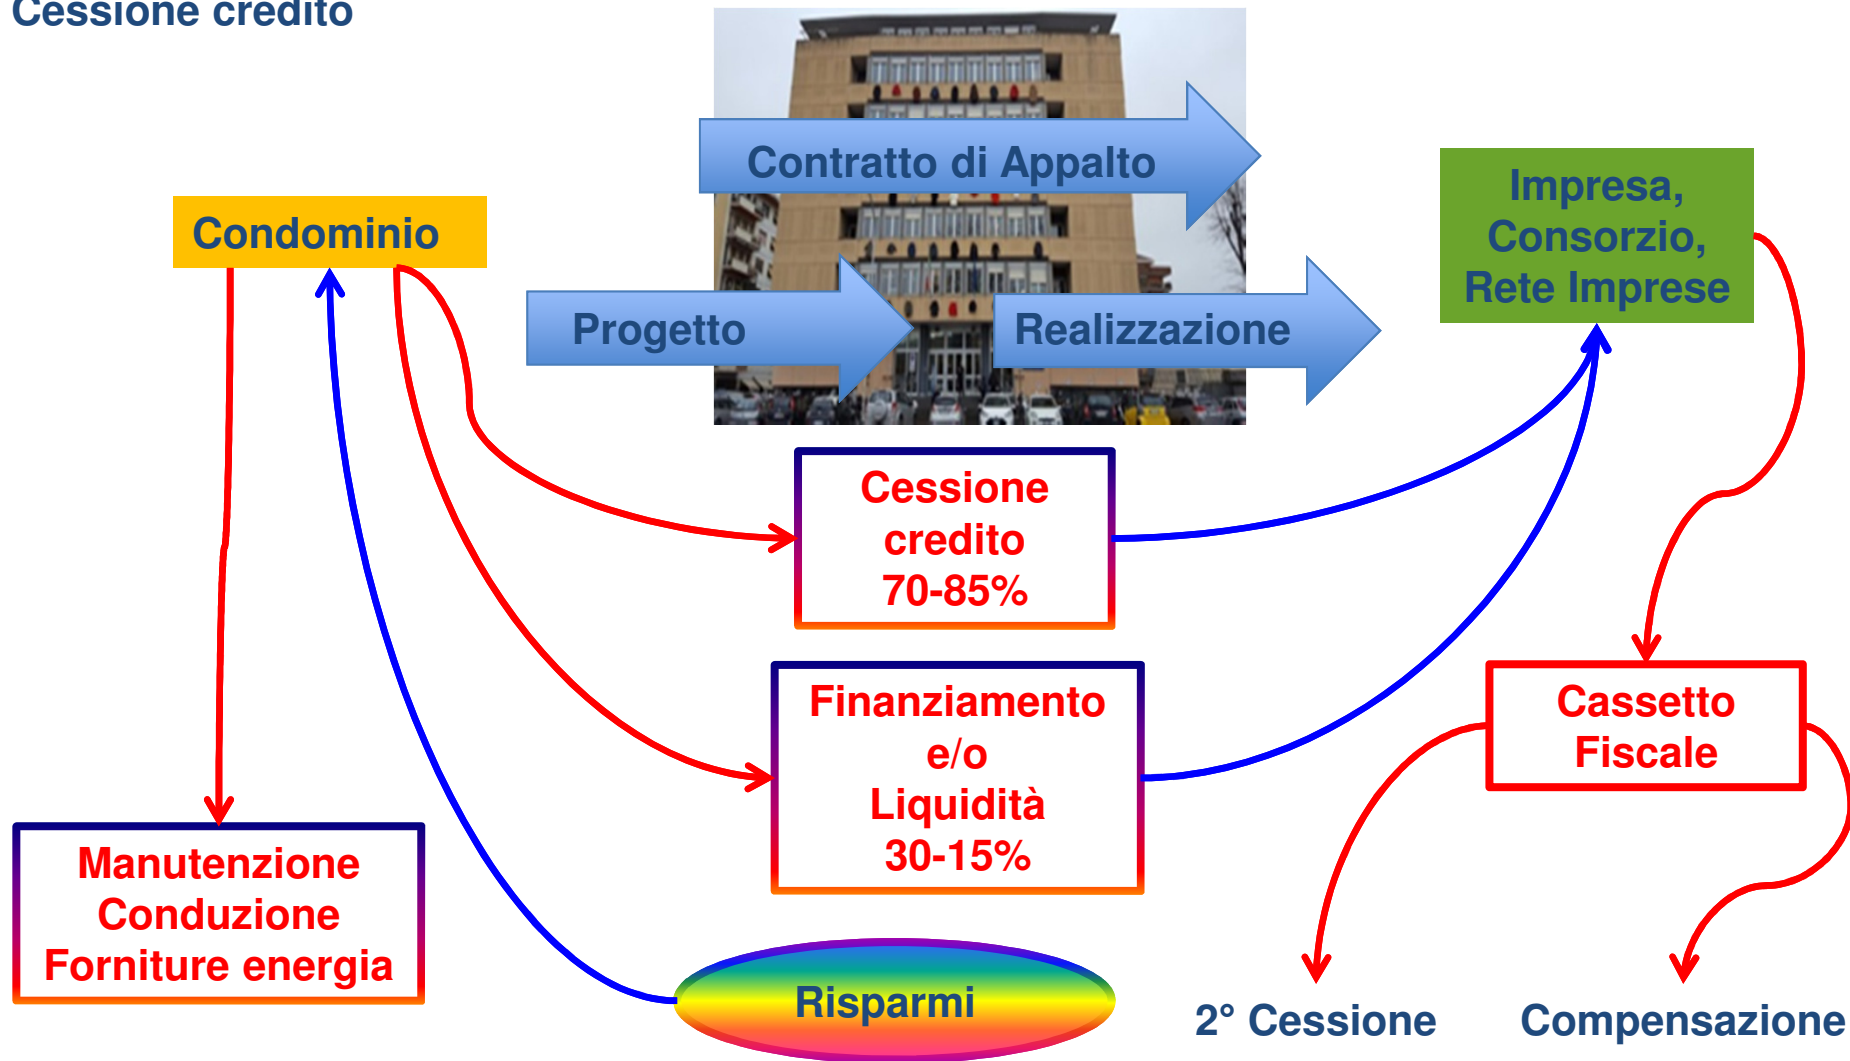 Cessione credito
Contratto di Appalto
Condominio
Impresa,
Consorzio,
Rete Imprese
Progetto
Realizzazione
Cessione
credito
70-85%
Finanziamento
e/o
Liquidità
30-15%
Cassetto
Fiscale
Manutenzione
Conduzione
Forniture energia
Risparmi
2° Cessione
Compensazione